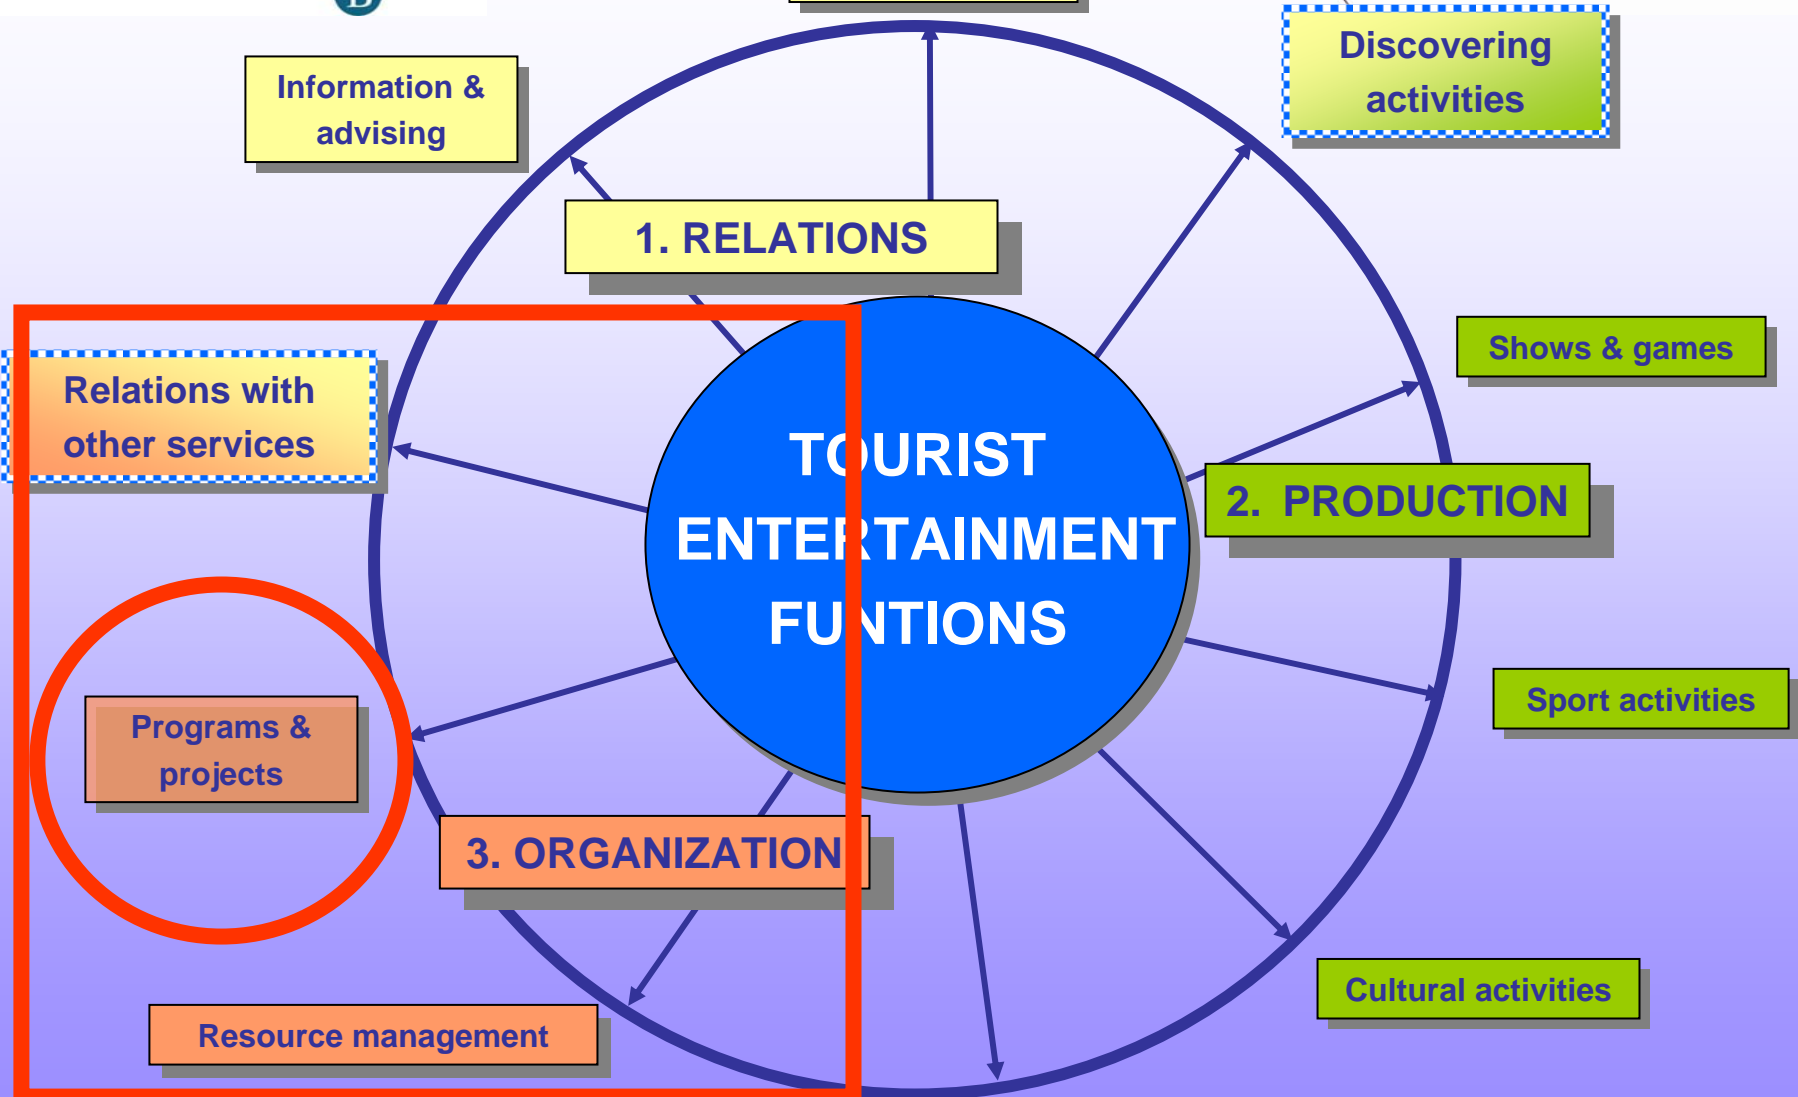 B
Discovering
activities
Information &
advising
1. RELATIONS
Shows & games
Relations with
other services
TOURIST
ENTERTAINMENT
FUNTIONS
2. PRODUCTION
Sport activities
Programs &
projects
3. ORGANIZATION
Cultural activities
Resource management